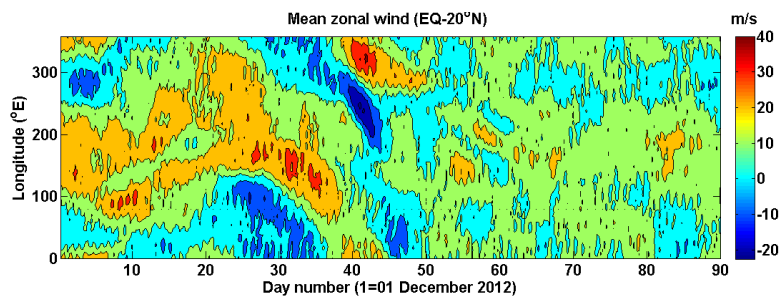 Mean zonal wind (EQ-20°N)
m/s
Longitude (°E)
300
200
100
0
10 20 30 40 50 60 70 80 90
Day number (1=01 December 2012)
40
30
20
10
0
-10
-20